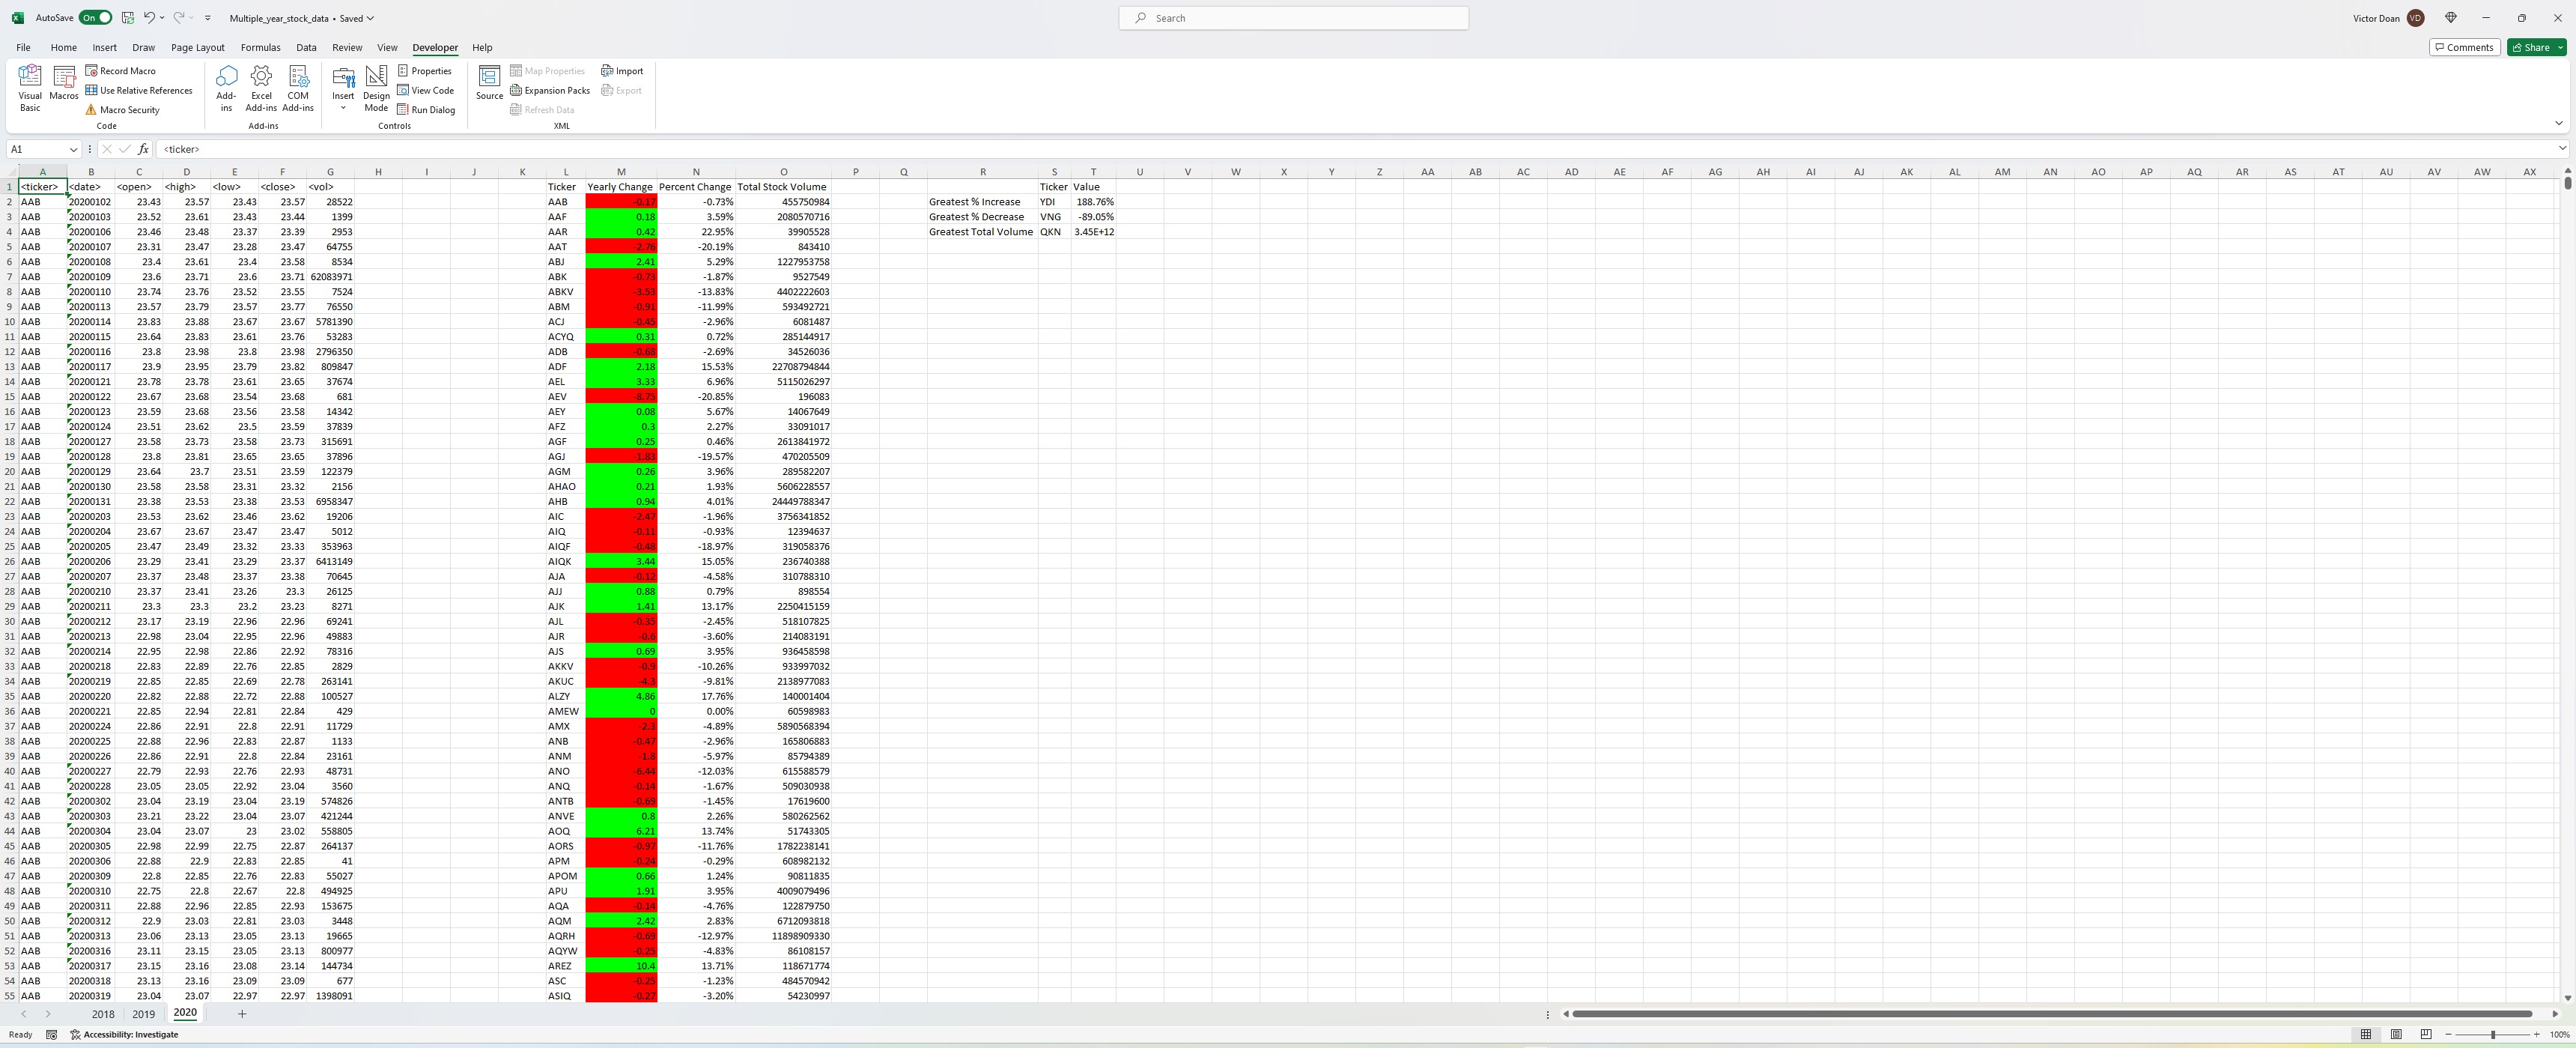 AutoSave On Multiple_year_stock_data • Saved Search Victor Doan VD
File Home Insert Draw Page Layout Formulas Data Review View Developer Help Comments Share
Visual Basic Macros Record Macro Use Relative References Macro Security Code
Add-ins Excel Add-ins COM Add-ins Add-ins
Insert Design Mode Properties View Code Run Dialog Controls
Source Map Properties Expansion Packs Refresh Data Import Export XML
A1 fx <ticker>
A B C D E F G H I J K L M N O P Q R S T U V W X Y Z AA AB AC AD AE AF AG AH AI AJ AK AL AM AN AO AP AQ AR AS AT AU AV AW AX
1 <ticker> <date> <open> <high> <low> <close> <vol> Ticker Yearly Change Percent Change Total Stock Volume Ticker Value
2 AAB 20200102 23.43 23.57 23.43 23.57 28522 AAB -0.17 -0.73% 455750984 Greatest % Increase YDI 188.76%
3 AAB 20200103 23.52 23.61 23.43 23.44 1399 AAF 0.18 3.59% 2080570716 Greatest % Decrease VNG -89.05%
4 AAB 20200106 23.46 23.48 23.37 23.39 2953 AAR 0.42 22.95% 39905528 Greatest Total Volume QKN 3.45E+12
5 AAB 20200107 23.31 23.47 23.28 23.47 64755 AAT -2.76 -20.19% 843410
6 AAB 20200108 23.4 23.61 23.4 23.58 8534 ABJ 2.41 5.29% 1227953758
7 AAB 20200109 23.6 23.71 23.6 23.71 62083971 ABK -0.73 -1.87% 9527549
8 AAB 20200110 23.74 23.76 23.52 23.55 7524 ABKV -3.53 -13.83% 4402222603
9 AAB 20200113 23.57 23.79 23.57 23.77 76550 ABM -0.91 -11.99% 593492721
10 AAB 20200114 23.83 23.88 23.67 23.67 5781390 ACJ -0.45 -2.96% 6081487
11 AAB 20200115 23.64 23.83 23.61 23.76 53283 ACYQ 0.31 0.72% 285144917
12 AAB 20200116 23.8 23.98 23.8 23.98 2796350 ADB -0.68 -2.69% 34526036
13 AAB 20200117 23.9 23.95 23.79 23.82 809847 ADF 2.18 15.53% 22708794844
14 AAB 20200121 23.78 23.78 23.61 23.65 37674 AEL 3.33 6.96% 5115026297
15 AAB 20200122 23.67 23.68 23.54 23.68 681 AEV -8.75 -20.85% 196083
16 AAB 20200123 23.59 23.68 23.56 23.58 14342 AEY 0.08 5.67% 14067649
17 AAB 20200124 23.51 23.62 23.5 23.59 37839 AFZ 0.3 2.27% 33091017
18 AAB 20200127 23.58 23.73 23.58 23.73 315691 AGF 0.25 0.46% 2613841972
19 AAB 20200128 23.8 23.81 23.65 23.65 37896 AGJ -1.83 -19.57% 470205509
20 AAB 20200129 23.64 23.7 23.51 23.59 122379 AGM 0.26 3.96% 289582207
21 AAB 20200130 23.58 23.58 23.31 23.32 2156 AHAO 0.21 1.93% 5606228557
22 AAB 20200131 23.38 23.53 23.38 23.53 6958347 AHB 0.94 4.01% 24449788347
23 AAB 20200203 23.53 23.62 23.46 23.62 19206 AIC -2.47 -1.96% 3756341852
24 AAB 20200204 23.67 23.67 23.47 23.47 5012 AIQ -0.11 -0.93% 12394637
25 AAB 20200205 23.47 23.49 23.32 23.33 353963 AIQF -0.48 -18.97% 319058376
26 AAB 20200206 23.29 23.41 23.29 23.37 6413149 AIQK 3.44 15.05% 236740388
27 AAB 20200207 23.37 23.48 23.37 23.38 70645 AJA -0.12 -4.58% 310788310
28 AAB 20200210 23.37 23.41 23.26 23.3 26125 AJJ 0.88 0.79% 898554
29 AAB 20200211 23.3 23.3 23.2 23.23 8271 AJK 1.41 13.17% 2250415159
30 AAB 20200212 23.17 23.19 22.96 22.96 69241 AJL -0.35 -2.45% 518107825
31 AAB 20200213 22.98 23.04 22.95 22.96 49883 AJR -0.6 -3.60% 214083191
32 AAB 20200214 22.95 22.98 22.86 22.92 78316 AJS 0.69 3.95% 936458598
33 AAB 20200218 22.83 22.89 22.76 22.85 2829 AKKV -0.9 -10.26% 933997032
34 AAB 20200219 22.85 22.85 22.69 22.78 263141 AKUC -4.3 -9.81% 2138977083
35 AAB 20200220 22.82 22.88 22.72 22.88 100527 ALZY 4.86 17.76% 140001404
36 AAB 20200221 22.85 22.94 22.81 22.84 429 AMEW 0 0.00% 60598983
37 AAB 20200224 22.86 22.91 22.8 22.91 11729 AMX -2.3 -4.89% 5890568394
38 AAB 20200225 22.88 22.96 22.83 22.87 1133 ANB -0.47 -2.96% 165806883
39 AAB 20200226 22.86 22.91 22.8 22.84 23161 ANM -1.8 -5.97% 85794389
40 AAB 20200227 22.79 22.93 22.76 22.93 48731 ANO -6.44 -12.03% 615588579
41 AAB 20200228 23.05 23.05 22.92 23.04 3560 ANQ -0.14 -1.67% 509030938
42 AAB 20200302 23.04 23.19 23.04 23.19 574826 ANTB -0.69 -1.45% 17619600
43 AAB 20200303 23.21 23.22 23.04 23.07 421244 ANVE 0.8 2.26% 580262562
44 AAB 20200304 23.04 23.07 23 23.02 558805 AOQ 6.21 13.74% 51743305
45 AAB 20200305 22.98 22.99 22.75 22.87 264137 AORS -0.97 -11.76% 1782238141
46 AAB 20200306 22.88 22.9 22.83 22.85 41 APM -0.24 -0.29% 608982132
47 AAB 20200309 22.8 22.85 22.76 22.83 55027 APOM 0.66 1.24% 90811835
48 AAB 20200310 22.75 22.8 22.67 22.8 494925 APU 1.91 3.95% 4009079496
49 AAB 20200311 22.88 22.96 22.85 22.93 153675 AQA -0.14 -4.76% 122879750
50 AAB 20200312 22.9 23.03 22.81 23.03 3448 AQM 2.42 2.83% 6712093818
51 AAB 20200313 23.06 23.13 23.05 23.13 19665 AQRH -0.69 -12.97% 11898909330
52 AAB 20200316 23.11 23.15 23.05 23.13 800977 AQYW -0.25 -4.83% 86108157
53 AAB 20200317 23.15 23.16 23.08 23.14 144734 AREZ 10.4 13.71% 118671774
54 AAB 20200318 23.13 23.16 23.09 23.09 677 ASC -0.25 -1.23% 484570942
55 AAB 20200319 23.04 23.07 22.97 22.97 1398091 ASIQ -0.27 -3.20% 54230997
2018 2019 2020 +
Ready Accessibility: Investigate 100%